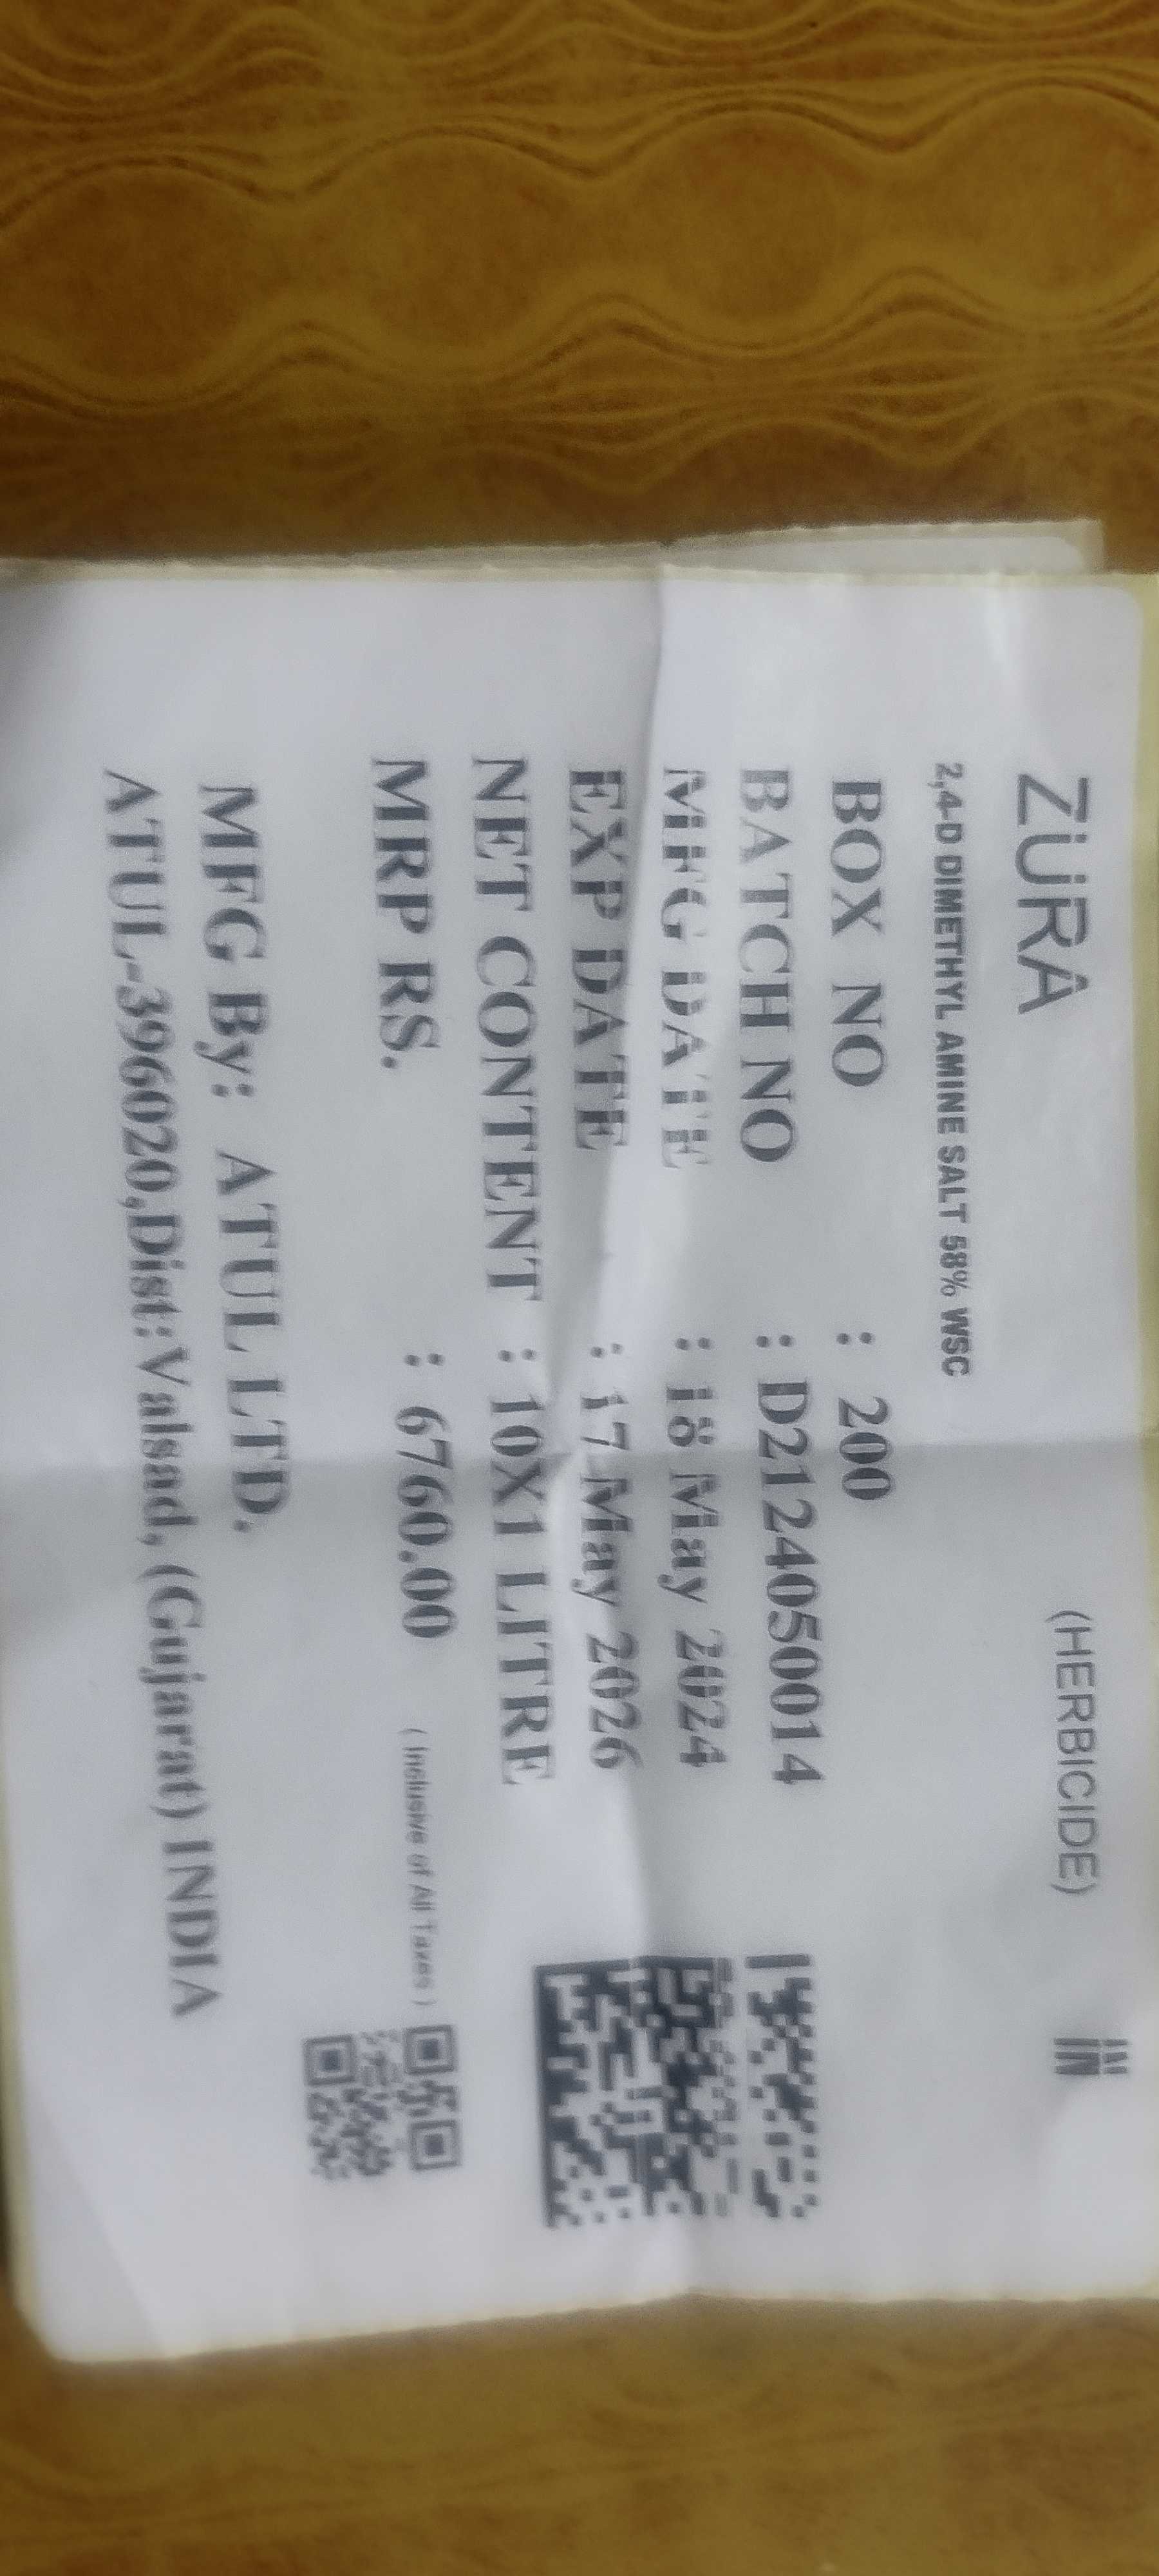 ZURA (HERBICIDE)
2,4-D DIMETHYL AMINE SALT 58% WSC
BOX NO : 200
BATCH NO : D2124050014
MFG DATE : 18 May 2024
EXP DATE : 17 May 2026
NET CONTENT : 10X1 LITRE
MRP RS. : 6760.00 ( Inclusive of All Taxes )
MFG By: ATUL LTD.
ATUL-396020,Dist: Valsad, (Gujarat) INDIA